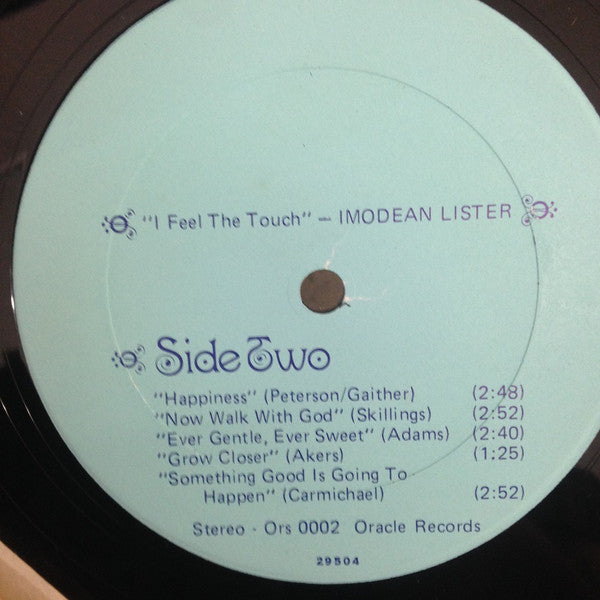 "I Feel The Touch" – IMODEAN LISTER
Side Two
"Happiness" (Peterson/Gaither) (2:48)
"Now Walk With God" (Skillings) (2:52)
"Ever Gentle, Ever Sweet" (Adams) (2:40)
"Grow Closer" (Akers) (1:25)
"Something Good Is Going To
Happen" (Carmichael) (2:52)
Stereo - Ors 0002 Oracle Records
29504